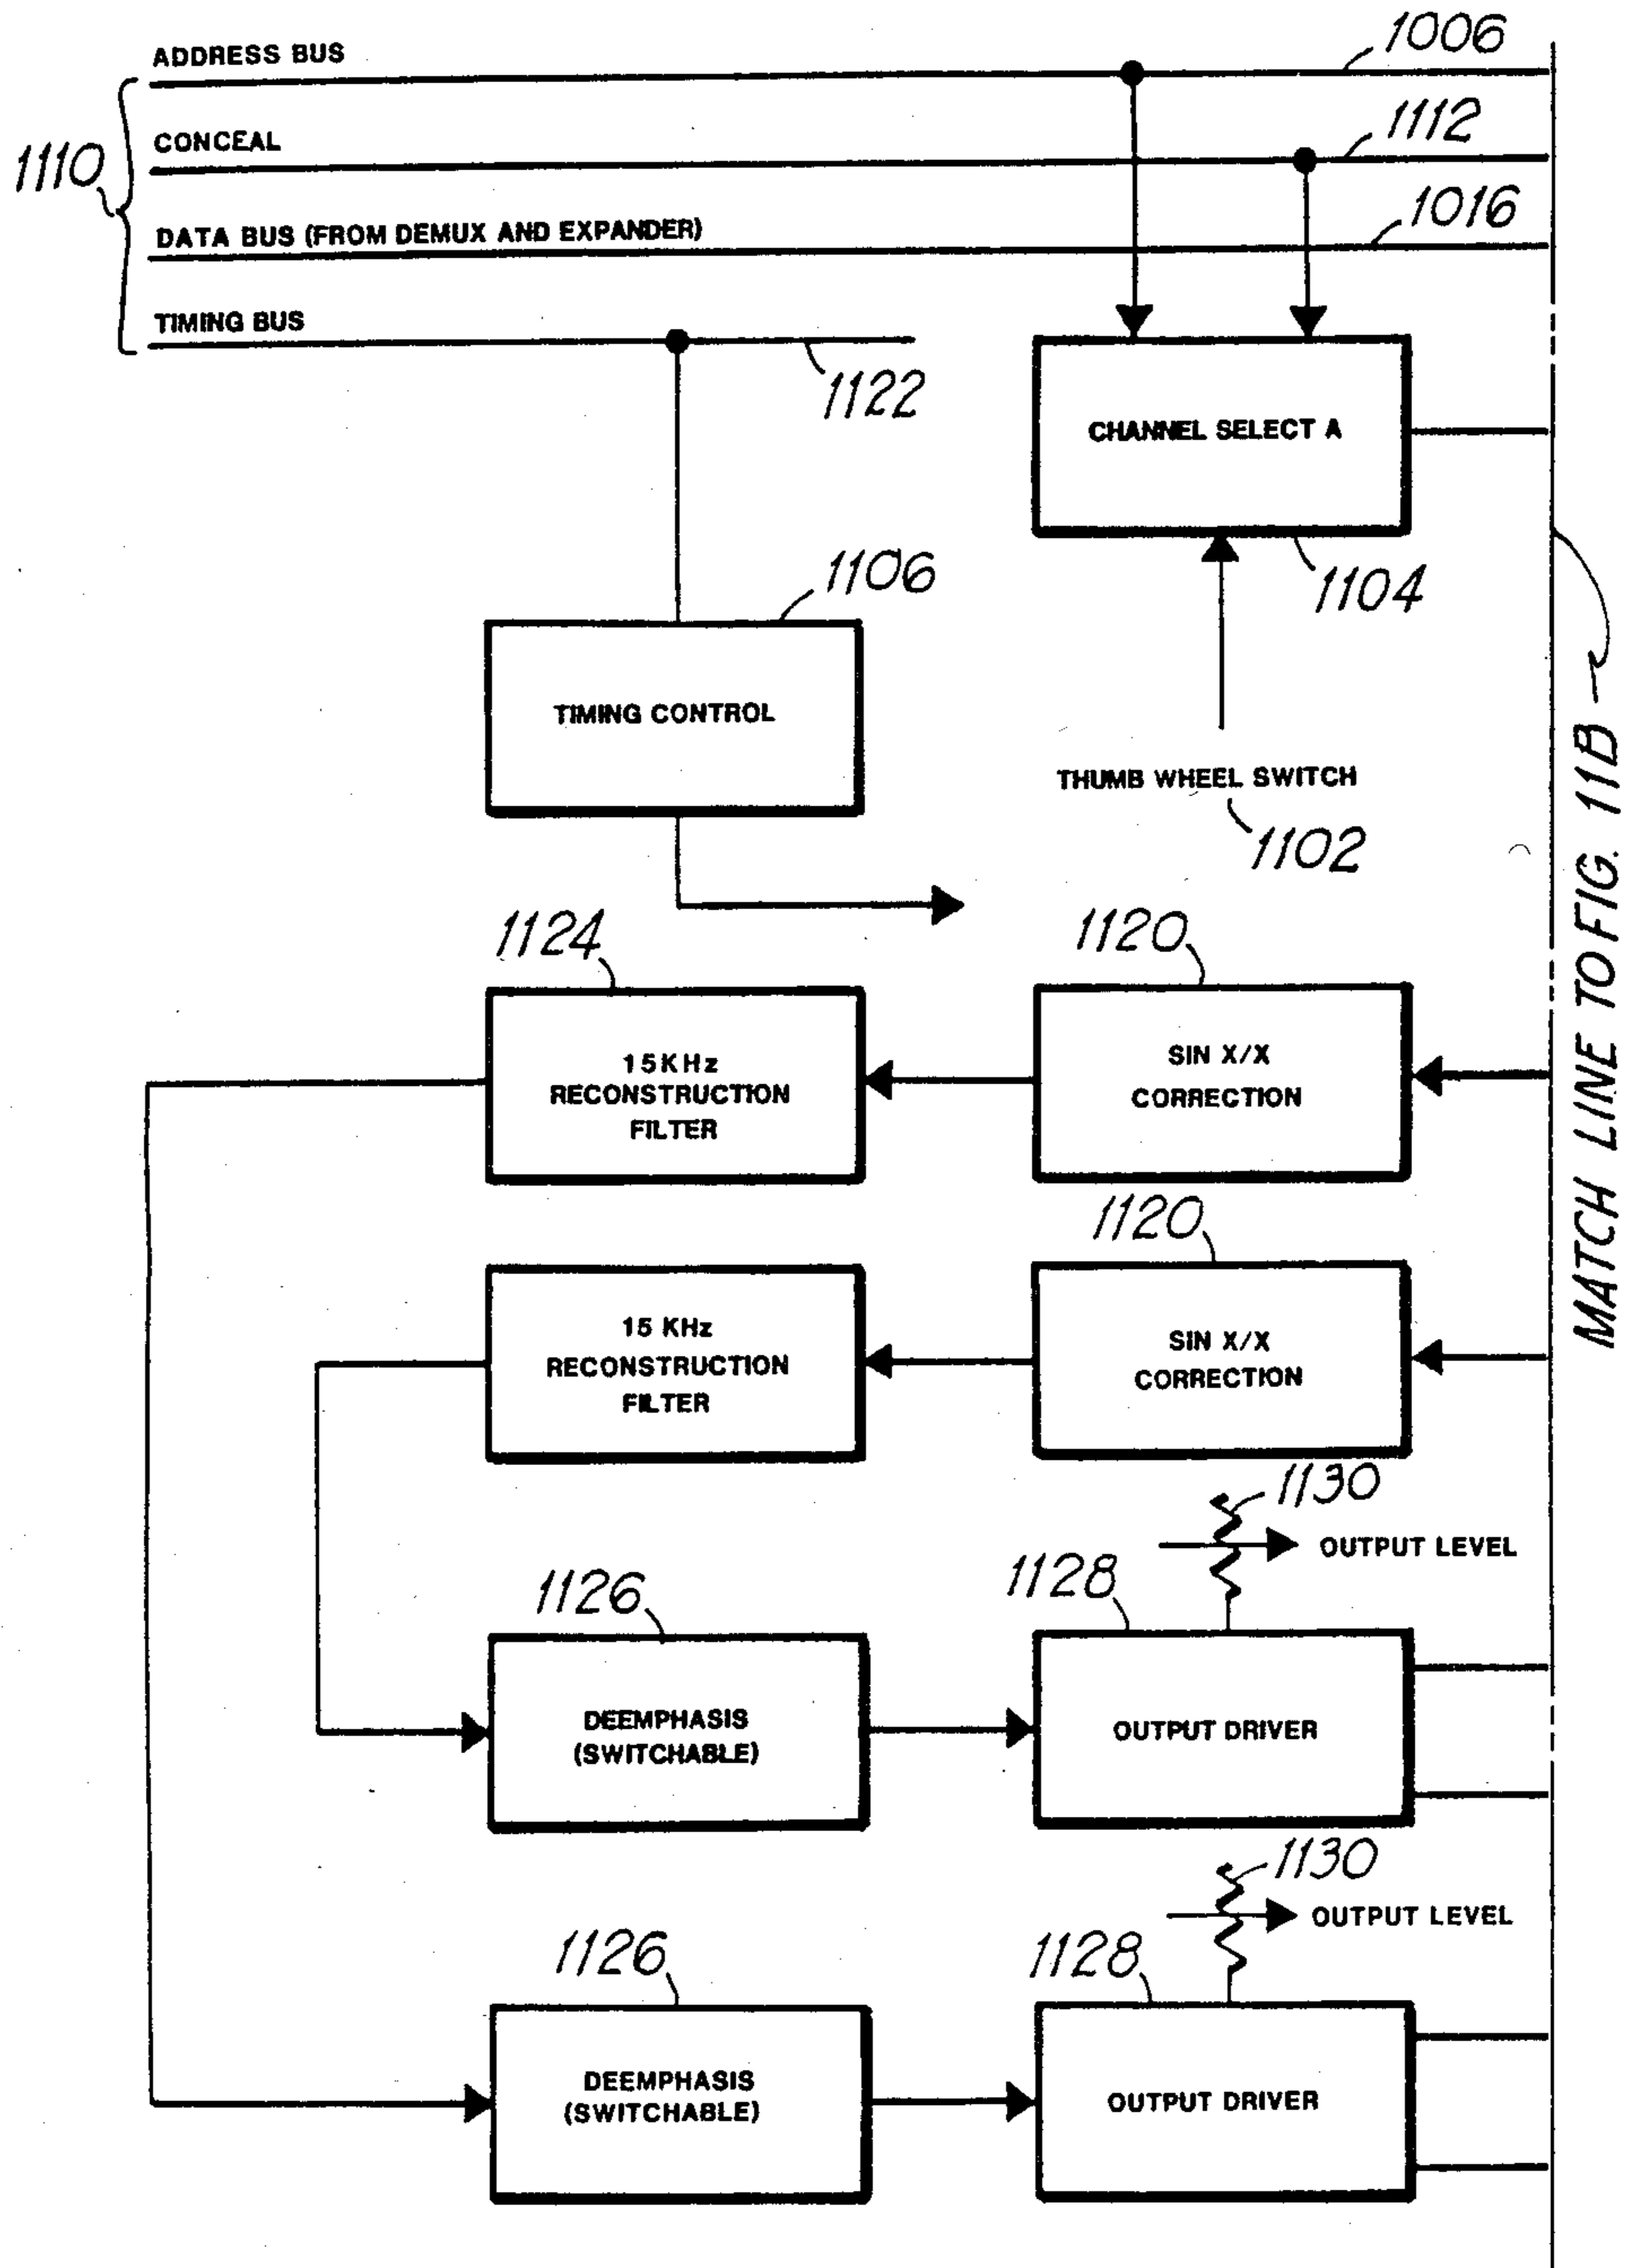 ADDRESS BUS
1006
CONCEAL
1112
1110
DATA BUS (FROM DEMUX AND EXPANDER)
1016
TIMING BUS
1122
CHANNEL SELECT A
1104
1106
TIMING CONTROL
THUMB WHEEL SWITCH
1102
MATCH LINE TO FIG. 11B
1124
1120
15KHz
RECONSTRUCTION
FILTER
SIN X/X
CORRECTION
1120
15 KHz
RECONSTRUCTION
FILTER
SIN X/X
CORRECTION
1130
OUTPUT LEVEL
1126
1128
DEEMPHASIS
(SWITCHABLE)
OUTPUT DRIVER
1130
OUTPUT LEVEL
1126
1128
DEEMPHASIS
(SWITCHABLE)
OUTPUT DRIVER